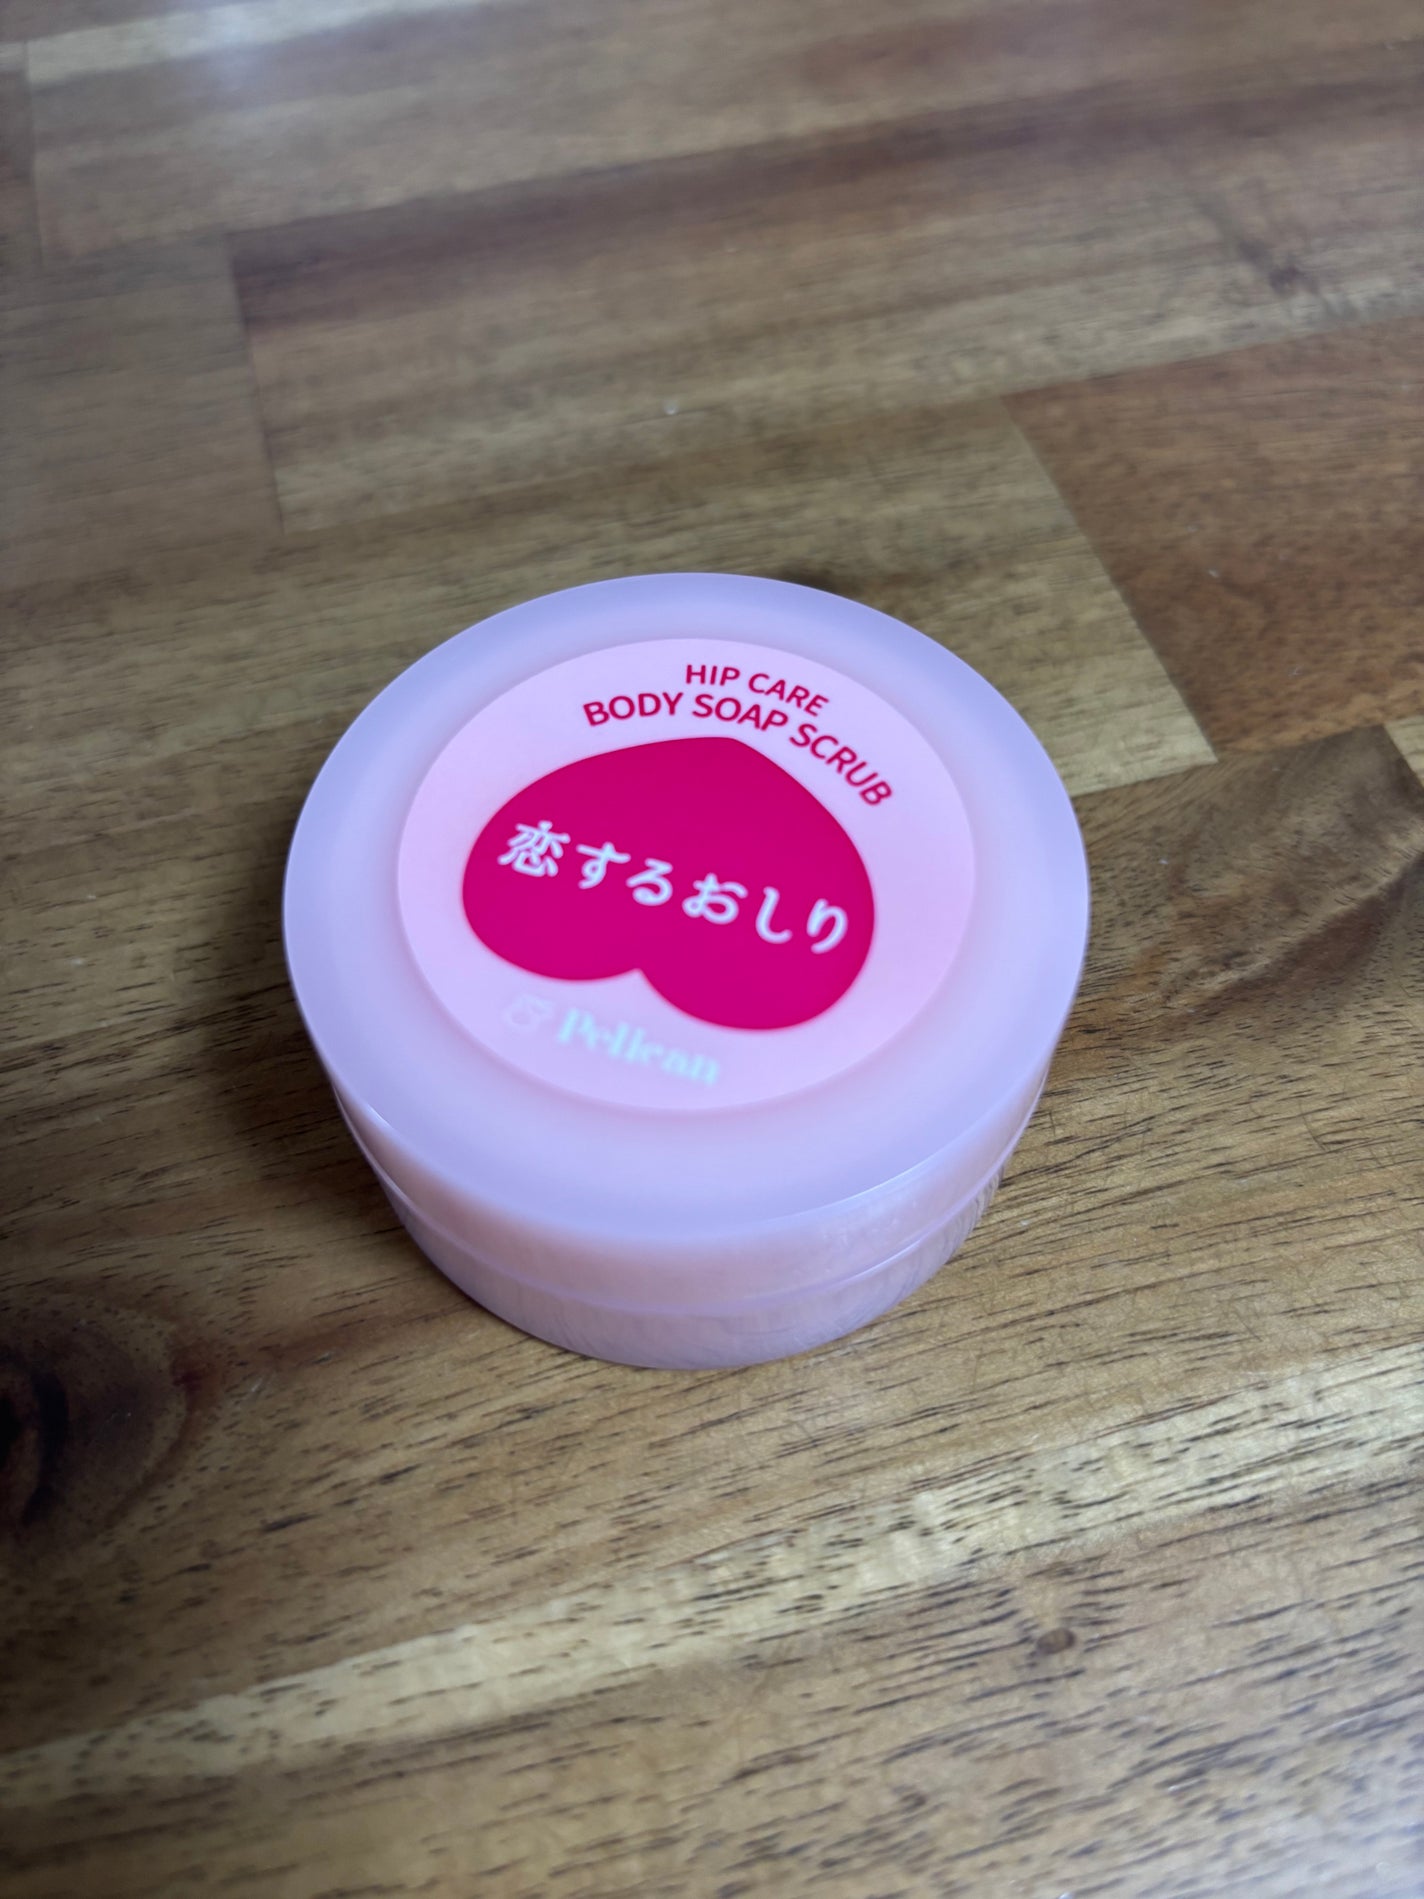 HIP CARE
BODY SOAP SCRUB
恋するおしり
Pelican